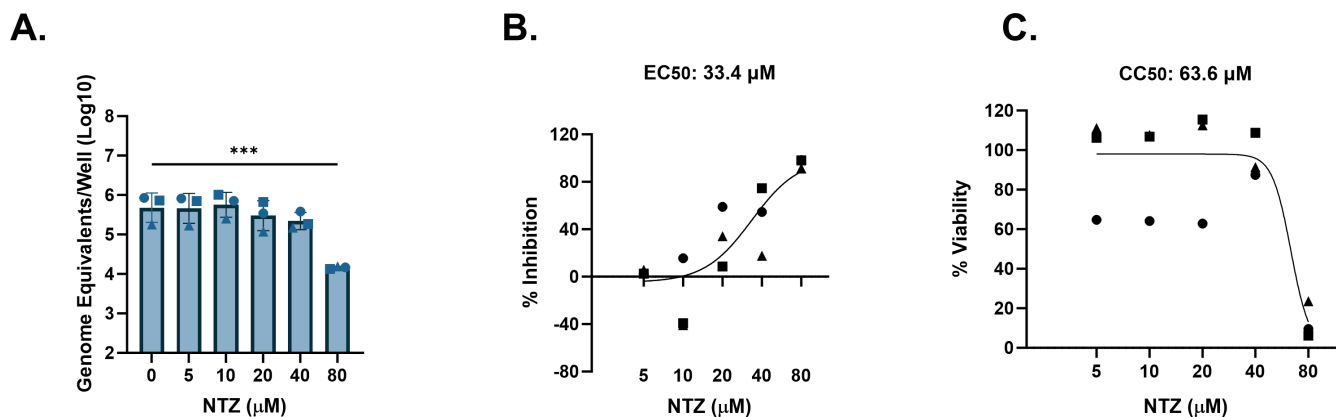 A.
Genome Equivalents/Well (Log10)
8
7
6
5
4
3
2
***
0 5 10 20 40 80
NTZ (μM)
B.
EC50: 33.4 μM
% Inhibition
120
80
40
0
-40
-80
5 10 20 40 80
NTZ (μM)
C.
CC50: 63.6 μM
% Viability
120
100
80
60
40
20
0
5 10 20 40 80
NTZ (μM)